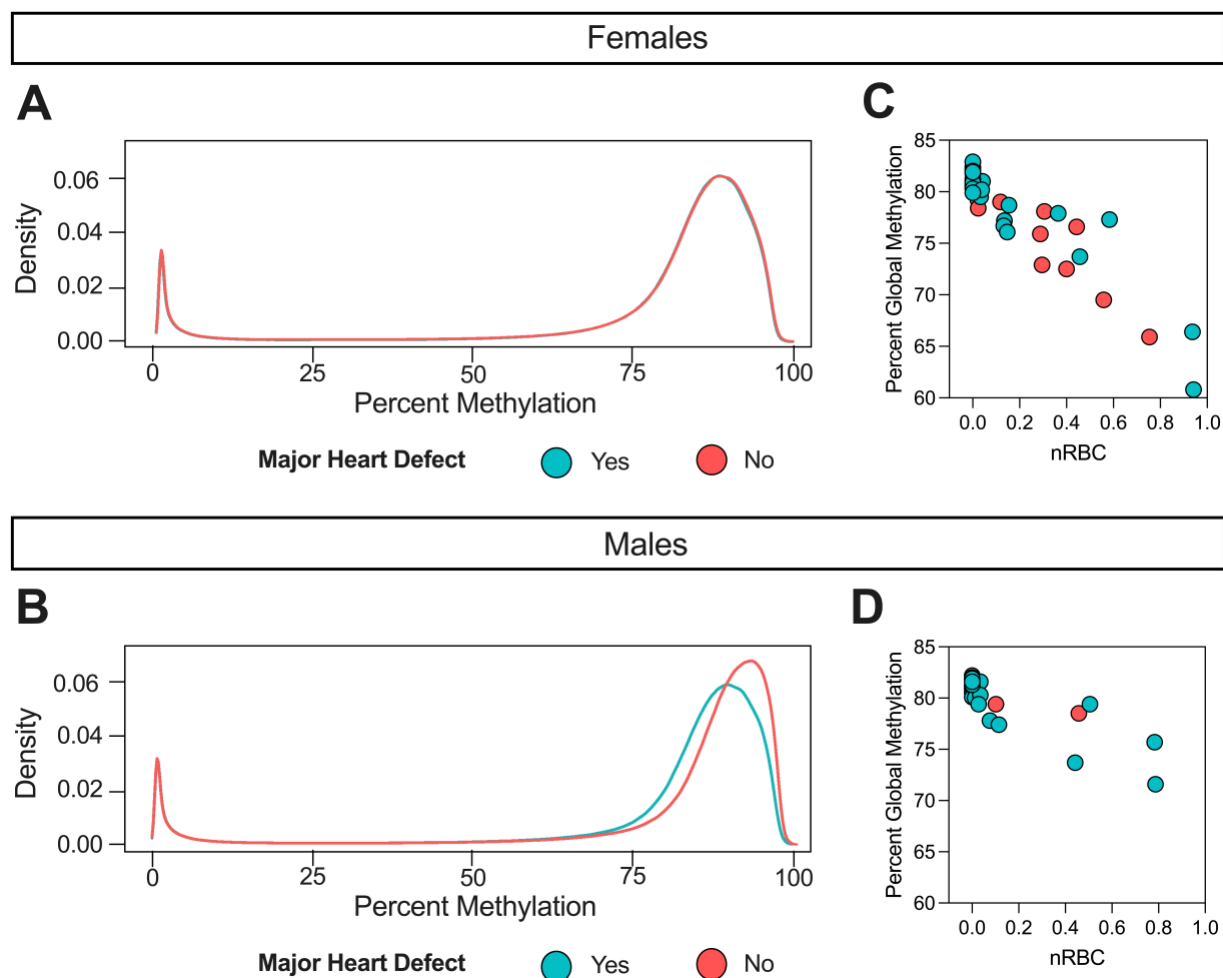 Females
A
Density
0.06
0.04
0.02
0.00
0 25 50 75 100
Percent Methylation
C
Percent Global Methylation
85
80
75
70
65
60
0.0 0.2 0.4 0.6 0.8 1.0
nRBC
Major Heart Defect Yes No
Males
B
Density
0.06
0.04
0.02
0.00
0 25 50 75 100
Percent Methylation
D
Percent Global Methylation
85
80
75
70
65
60
0.0 0.2 0.4 0.6 0.8 1.0
nRBC
Major Heart Defect Yes No